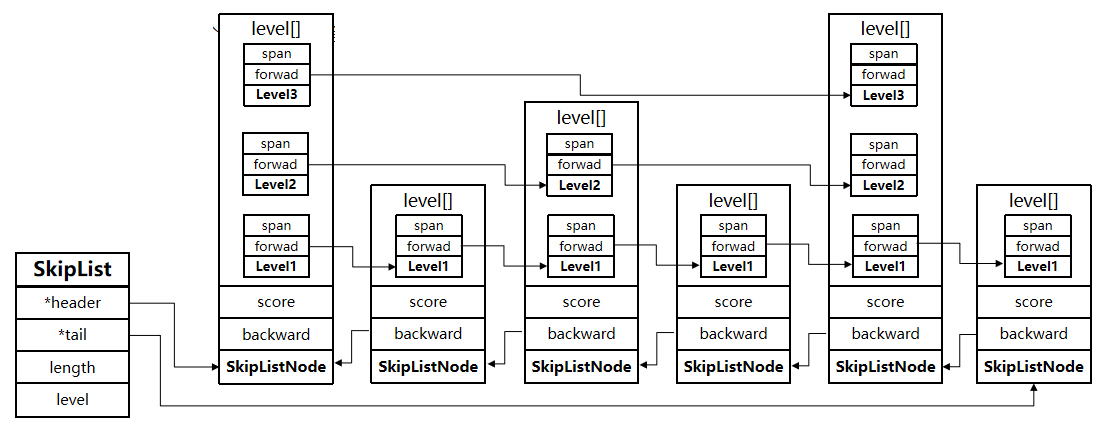 SkipList
*header
*tail
length
level
level[]
span
forwad
Level3
span
forwad
Level2
span
forwad
Level1
score
backward
SkipListNode
level[]
span
forwad
Level1
score
backward
SkipListNode
level[]
span
forwad
Level2
span
forwad
Level1
score
backward
SkipListNode
level[]
span
forwad
Level1
score
backward
SkipListNode
level[]
span
forwad
Level3
span
forwad
Level2
span
forwad
Level1
score
backward
SkipListNode
level[]
span
forwad
Level1
score
backward
SkipListNode